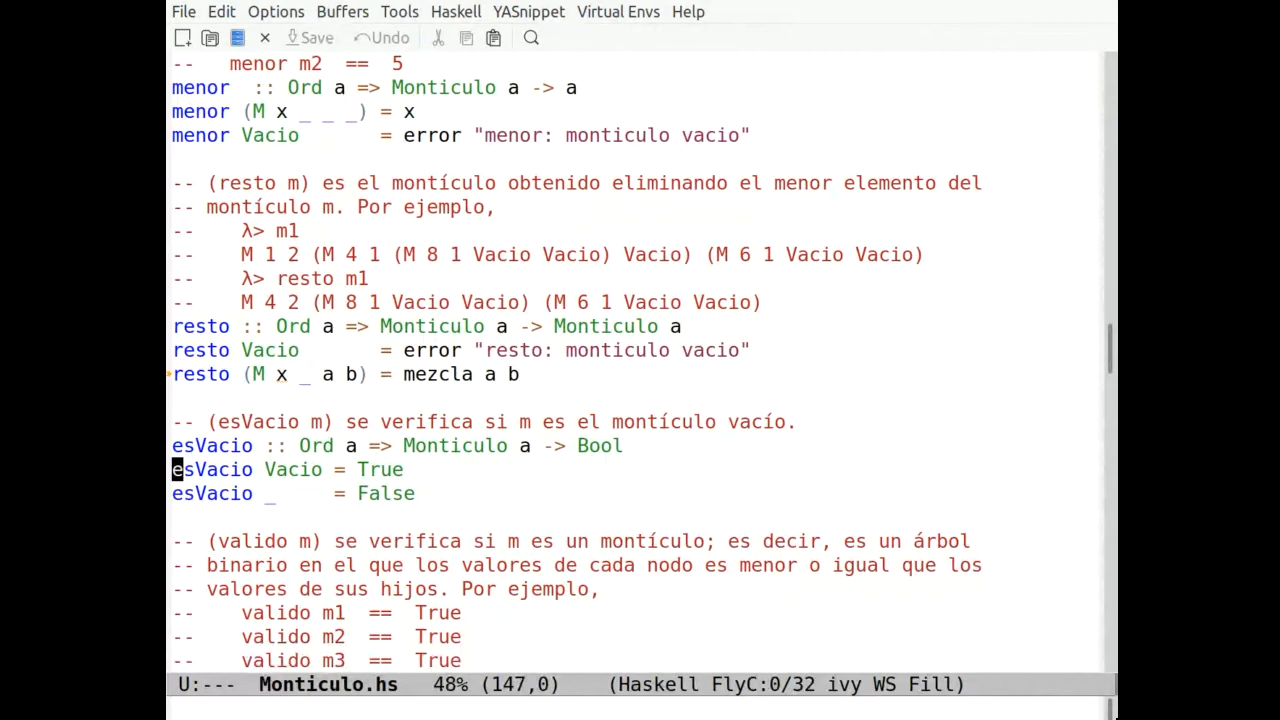 File Edit Options Buffers Tools Haskell YASnippet Virtual Envs Help
Save Undo
--   menor m2  ==  5
menor  :: Ord a => Monticulo a -> a
menor (M x _ _ _) = x
menor Vacio       = error "menor: monticulo vacio"
-- (resto m) es el montículo obtenido eliminando el menor elemento del
-- montículo m. Por ejemplo,
--    λ> m1
--    M 1 2 (M 4 1 (M 8 1 Vacio Vacio) Vacio) (M 6 1 Vacio Vacio)
--    λ> resto m1
--    M 4 2 (M 8 1 Vacio Vacio) (M 6 1 Vacio Vacio)
resto :: Ord a => Monticulo a -> Monticulo a
resto Vacio       = error "resto: monticulo vacio"
resto (M x _ a b) = mezcla a b
-- (esVacio m) se verifica si m es el montículo vacío.
esVacio :: Ord a => Monticulo a -> Bool
esVacio Vacio = True
esVacio _     = False
-- (valido m) se verifica si m es un montículo; es decir, es un árbol
-- binario en el que los valores de cada nodo es menor o igual que los
-- valores de sus hijos. Por ejemplo,
--    valido m1  ==  True
--    valido m2  ==  True
--    valido m3  ==  True
U:---  Monticulo.hs   48% (147,0)    (Haskell FlyC:0/32 ivy WS Fill)